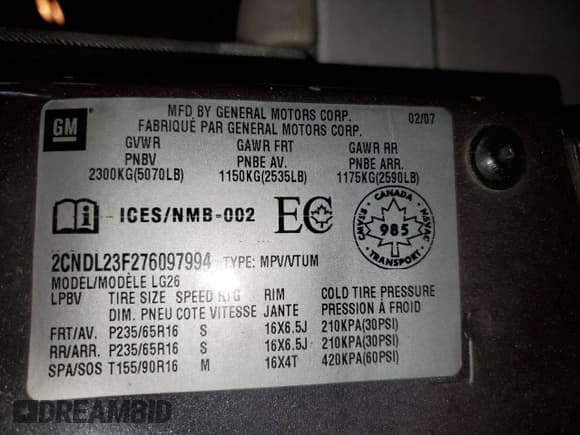 GM
MFD BY GENERAL MOTORS CORP. 02/07
FABRIQUÉ PAR GENERAL MOTORS CORP.
GVWR GAWR FRT GAWR RR
PNBV PNBE AV. PNBE ARR.
2300KG(5070LB) 1150KG(2535LB) 1175KG(2590LB)
ICES/NMB-002 EC
CANADA CMVSS NSVAC 985 TRANSPORT
2CNDL23F276097994 TYPE: MPV/VTUM
MODEL/MODÈLE LG26
LPBV TIRE SIZE SPEED RTG RIM COLD TIRE PRESSURE
DIM. PNEU COTE VITESSE JANTE PRESSION À FROID
FRT/AV. P235/65R16 S 16X6.5J 210KPA(30PSI)
RR/ARR. P235/65R16 S 16X6.5J 210KPA(30PSI)
SPA/SOS T155/90R16 M 16X4T 420KPA(60PSI)
DREAMBID